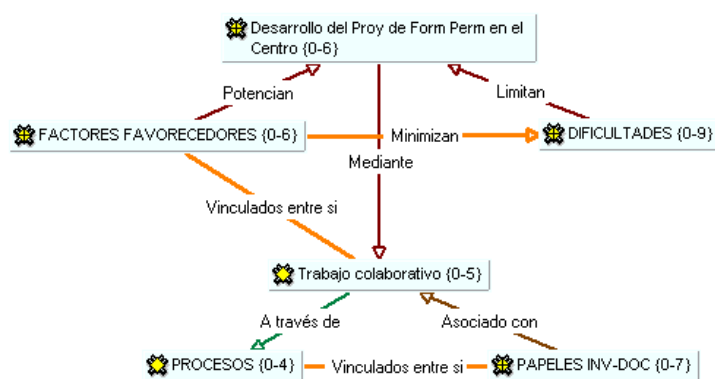 Desarrollo del Proy de Form Perm en el
Centro {0-6}
Potencian
Limitan
FACTORES FAVORECEDORES {0-6}
Minimizan
DIFICULTADES {0-9}
Mediante
Vinculados entre si
Trabajo colaborativo {0-5}
A través de
Asociado con
PROCESOS {0-4}
Vinculados entre si
PAPELES INV-DOC {0-7}